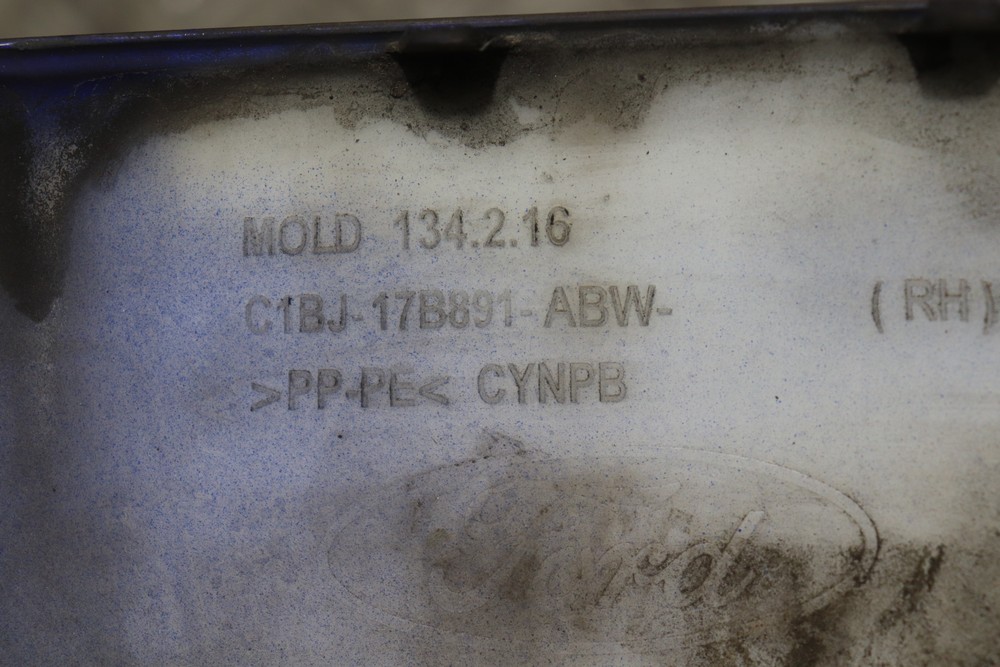 MOLD 134.2.16
C1BJ-17B891-ABW- (RH)
>PP-PE< CYNPB
Ford